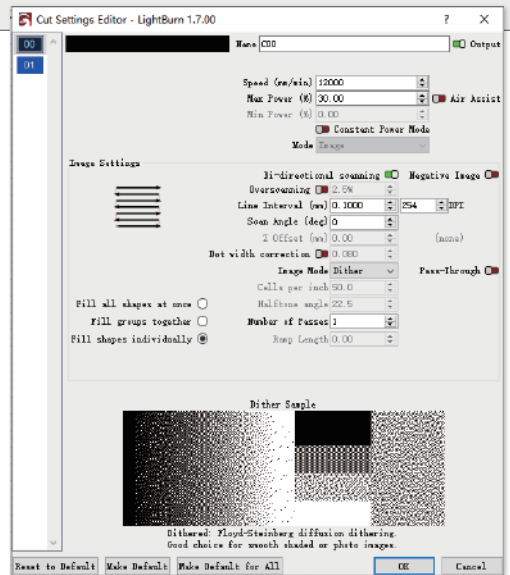 Cut Settings Editor - LightBurn 1.7.00 ? ×
00
01
Name C00 Output
Speed (mm/min) 12000
Max Power (%) 30.00 Air Assist
Min Power (%) 0.00
Constant Power Mode
Mode Image
Image Settings
Bi-directional scanning Negative Image
Overscanning 2.5%
Line Interval (mm) 0.1000 254 DPI
Scan Angle (deg) 0
Z Offset (mm) 0.00 (none)
Dot width correction 0.080
Image Mode Dither Pass-Through
Cells per inch 50.0
Fill all shapes at once Halftone angle 22.5
Fill groups together Number of Passes 1
Fill shapes individually Ramp Length 0.00
Dither Sample
Dithered: Floyd-Steinberg diffusion dithering.
Good choice for smooth shaded or photo images.
Reset to Default Make Default Make Default for All OK Cancel